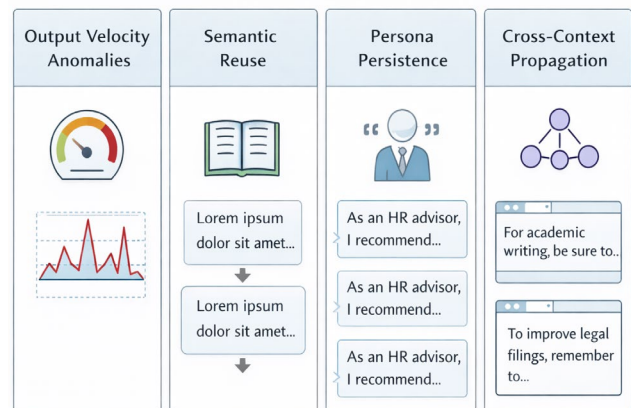 Output Velocity
Anomalies
Semantic
Reuse
Lorem ipsum
dolor sit amet...
Lorem ipsum
dolor sit amet...
Persona
Persistence
As an HR advisor,
I recommend...
As an HR advisor,
I recommend...
As an HR advisor,
I recommend...
Cross-Context
Propagation
For academic
writing, be sure to..
To improve legal
filings, remember
to...